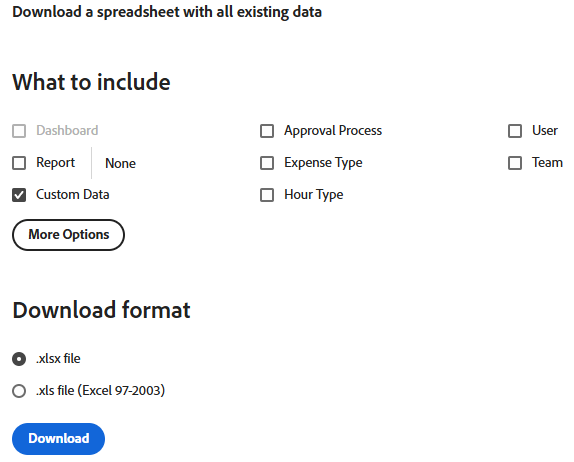 Download a spreadsheet with all existing data
What to include
Dashboard Approval Process User
Report None Expense Type Team
Custom Data Hour Type
More Options
Download format
.xlsx file
.xls file (Excel 97-2003)
Download